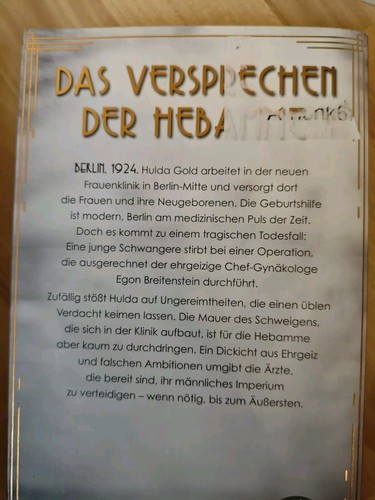 DAS VERSPRECHEN
DER HEBAMME
BERLIN, 1924. Hulda Gold arbeitet in der neuen
Frauenklinik in Berlin-Mitte und versorgt dort
die Frauen und ihre Neugeborenen. Die Geburtshilfe
ist modern, Berlin am medizinischen Puls der Zeit.
Doch es kommt zu einem tragischen Todesfall:
Eine junge Schwangere stirbt bei einer Operation,
die ausgerechnet der ehrgeizige Chef-Gynäkologe
Egon Breitenstein durchführt.
Zufällig stößt Hulda auf Ungereimtheiten, die einen üblen
Verdacht keimen lassen. Die Mauer des Schweigens,
die sich in der Klinik aufbaut, ist für die Hebamme
aber kaum zu durchdringen. Ein Dickicht aus Ehrgeiz
und falschen Ambitionen umgibt die Ärzte,
die bereit sind, ihr männliches Imperium
zu verteidigen – wenn nötig, bis zum Äußersten.